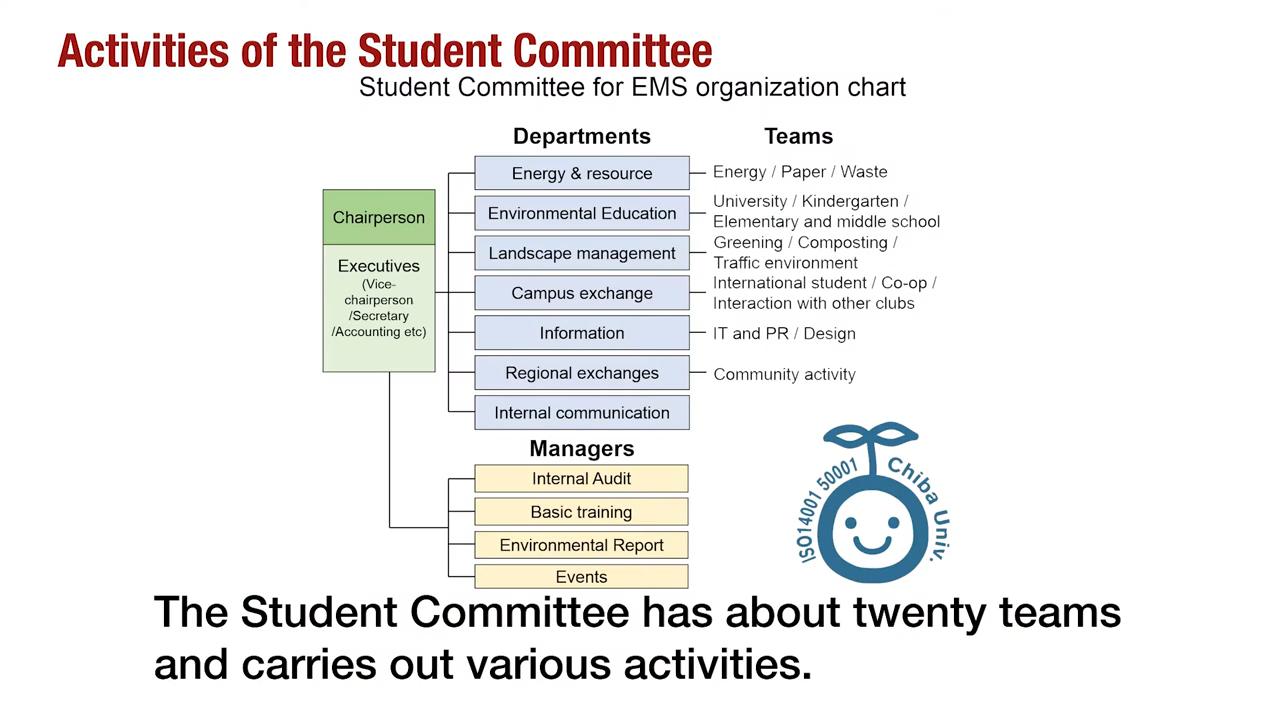 Activities of the Student Committee
Student Committee for EMS organization chart
Departments
Teams
Chairperson
Executives
(Vice-
chairperson
/Secretary
/Accounting etc)
Energy & resource
Energy / Paper / Waste
Environmental Education
University / Kindergarten /
Elementary and middle school
Landscape management
Greening / Composting /
Traffic environment
Campus exchange
International student / Co-op /
Interaction with other clubs
Information
IT and PR / Design
Regional exchanges
Community activity
Internal communication
Managers
Internal Audit
Basic training
Environmental Report
Events
ISO14001 50001 Chiba Univ.
The Student Committee has about twenty teams
and carries out various activities.